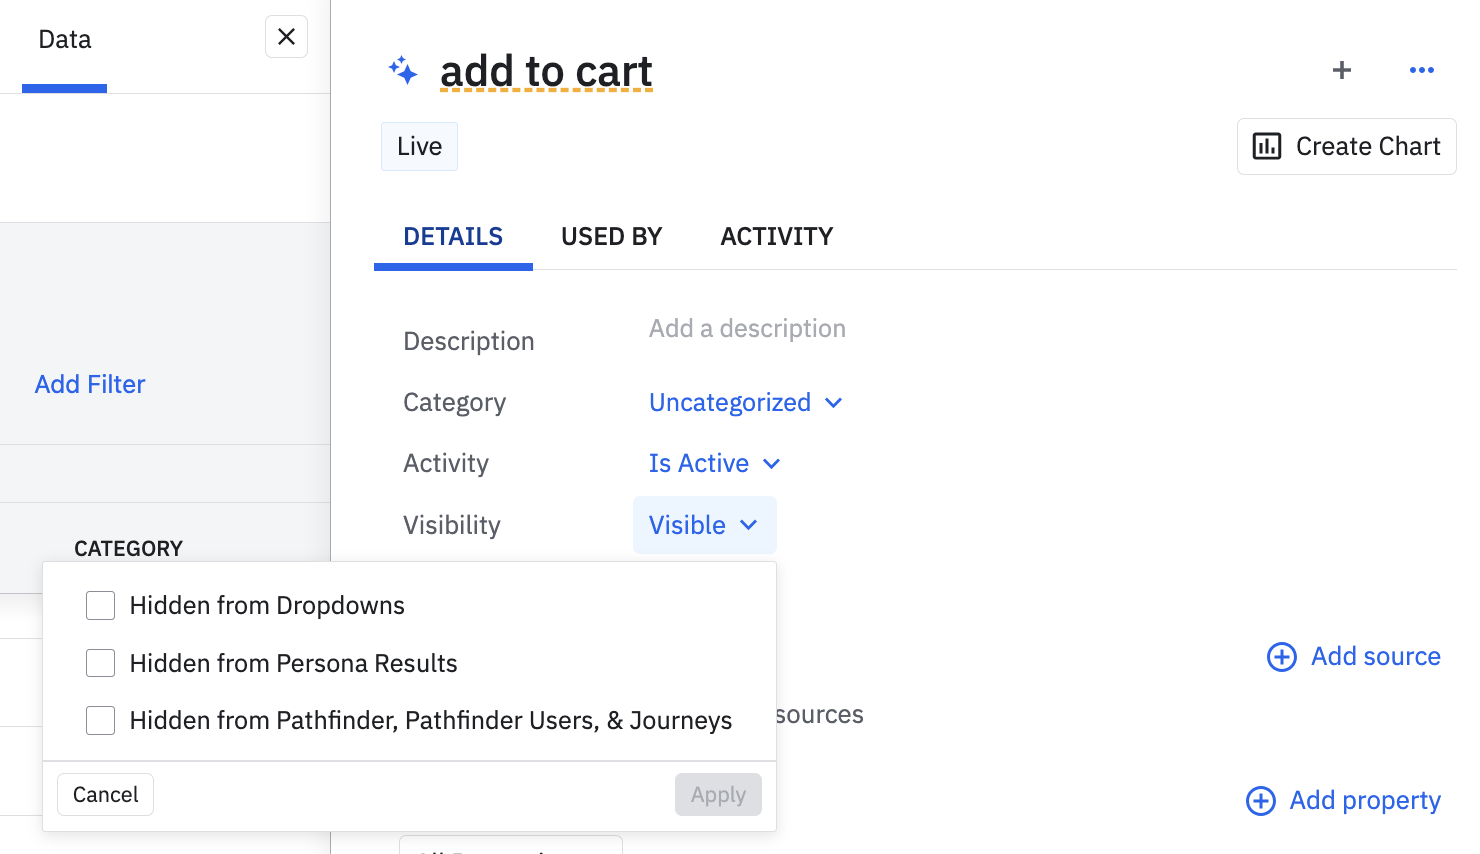 Data
add to cart
Live
Create Chart
DETAILS
USED BY
ACTIVITY
Description
Add a description
Add Filter
Category
Uncategorized
Activity
Is Active
Visibility
Visible
CATEGORY
Hidden from Dropdowns
Hidden from Persona Results
Hidden from Pathfinder, Pathfinder Users, & Journeys
Add source
sources
Cancel
Apply
Add property